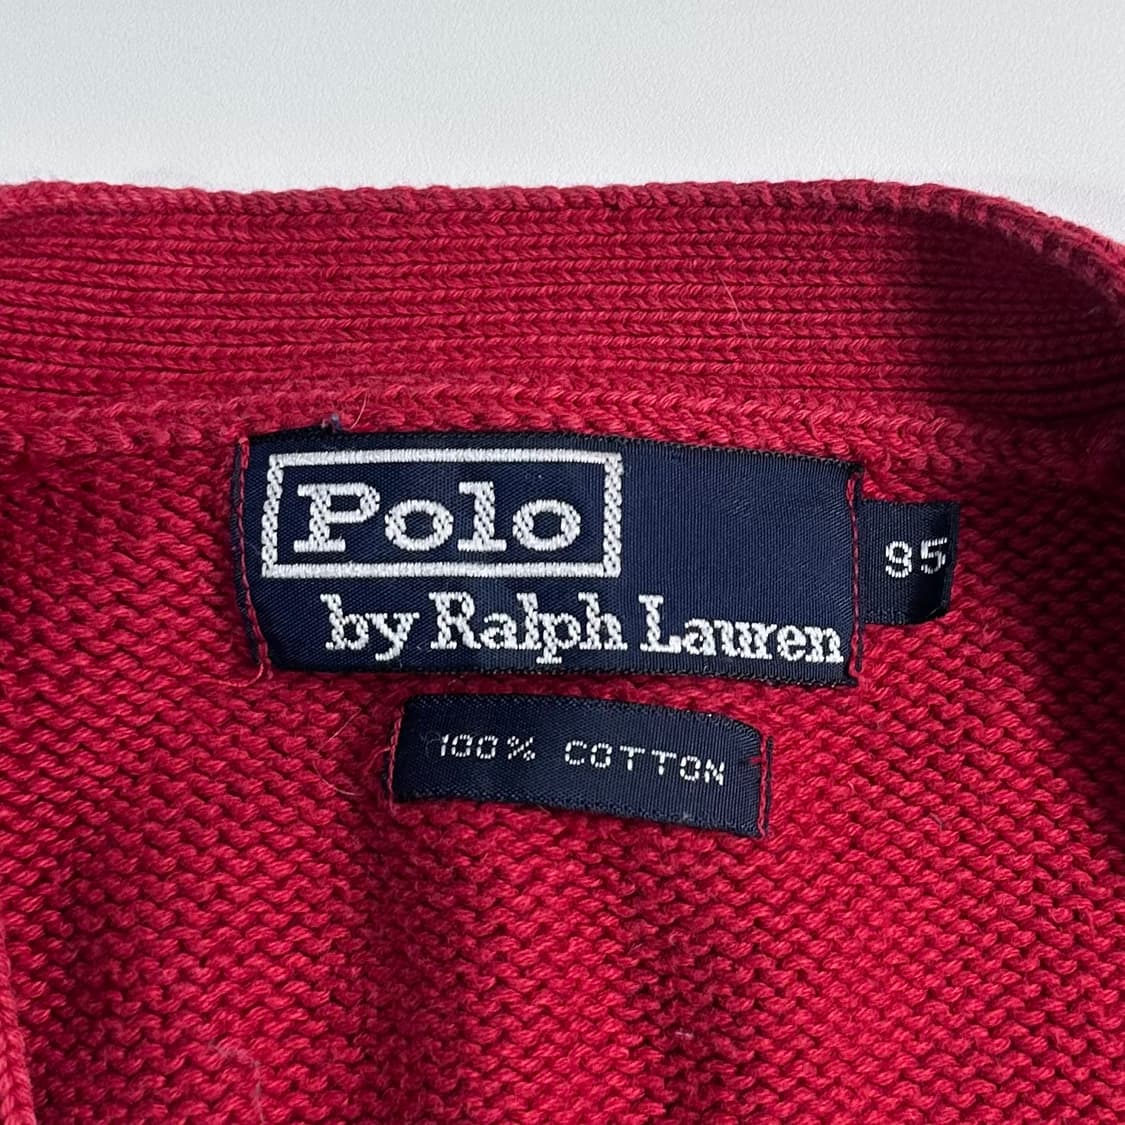 Polo
by Ralph Lauren
95
100% COTTON